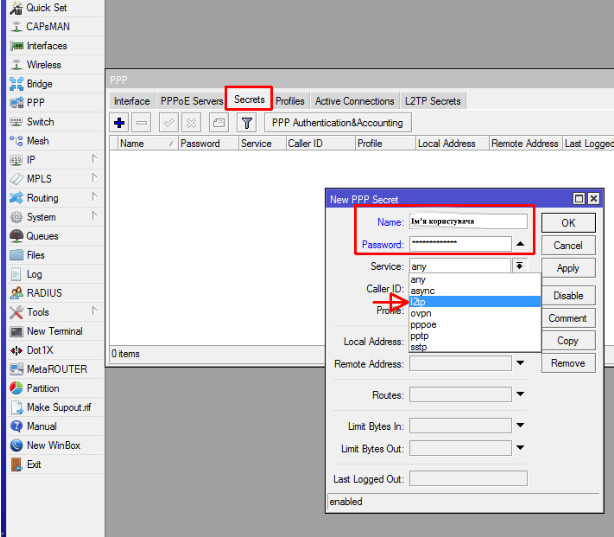 Quick Set
CAPsMAN
Interfaces
Wireless
Bridge
PPP
Switch
Mesh
IP
MPLS
Routing
System
Queues
Files
Log
RADIUS
Tools
New Terminal
Dot1X
MetaROUTER
Partition
Make Supout.rif
Manual
New WinBox
Exit
PPP
Interface PPPoE Servers Secrets Profiles Active Connections L2TP Secrets
PPP Authentication&Accounting
Name / Password Service Caller ID Profile Local Address Remote Address Last Logged
0 items
New PPP Secret
Name: Ім'я користувача
Password: *************
Service: any
any
async
l2tp
ovpn
pppoe
pptp
sstp
Caller ID:
Profile:
Local Address:
Remote Address:
Routes:
Limit Bytes In:
Limit Bytes Out:
Last Logged Out:
enabled
OK
Cancel
Apply
Disable
Comment
Copy
Remove